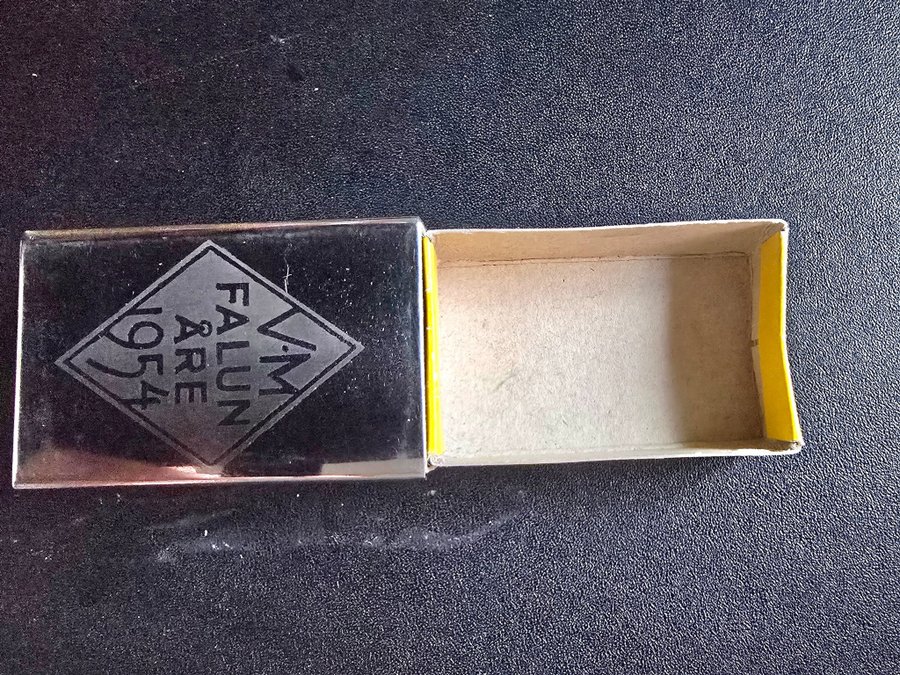 V·M
FALUN
ÅRE
1954